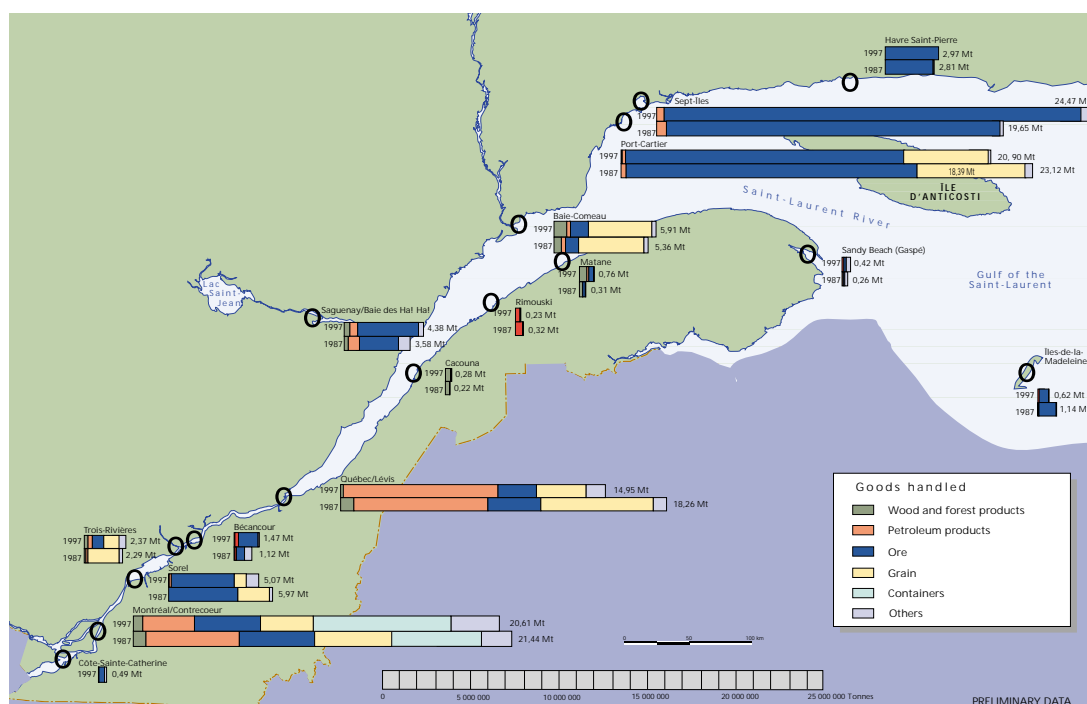 Havre Saint-Pierre
1997 2,97 Mt
1987 2,81 Mt
Sept-Îles
1997 24,47 M
1987 19,65 Mt
Port-Cartier
1997 20, 90 Mt
1987 18,39 Mt 23,12 Mt
ÎLE
D'ANTICOSTI
Saint-Laurent River
Baie-Comeau
1997 5,91 Mt
1987 5,36 Mt
Matane
1997 0,76 Mt
1987 0,31 Mt
Sandy Beach (Gaspé)
1997 0,42 Mt
1987 0,26 Mt
Gulf of the
Saint-Laurent
Lac
Saint-
Jean
Saguenay/Baie des Ha! Ha!
1997 4,38 Mt
1987 3,58 Mt
Rimouski
1997 0,23 Mt
1987 0,32 Mt
Cacouna
1997 0,28 Mt
1987 0,22 Mt
Îles-de-la-
Madeleine
1997 0,62 Mt
1987 1,14 M
Québec/Lévis
1997 14,95 Mt
1987 18,26 Mt
Goods handled
Wood and forest products
Petroleum products
Ore
Grain
Containers
Others
Trois-Rivières
1997 2,37 Mt
1987 2,29 Mt
Bécancour
1997 1,47 Mt
1987 1,12 Mt
Sorel
1997 5,07 Mt
1987 5,97 Mt
Montréal/Contrecoeur
1997 20,61 Mt
1987 21,44 Mt
0 50 100 km
Côte-Sainte-Catherine
1997 0,49 Mt
0 5 000 000 10 000 000 15 000 000 20 000 000 25 000 000 Tonnes
PRELIMINARY DATA